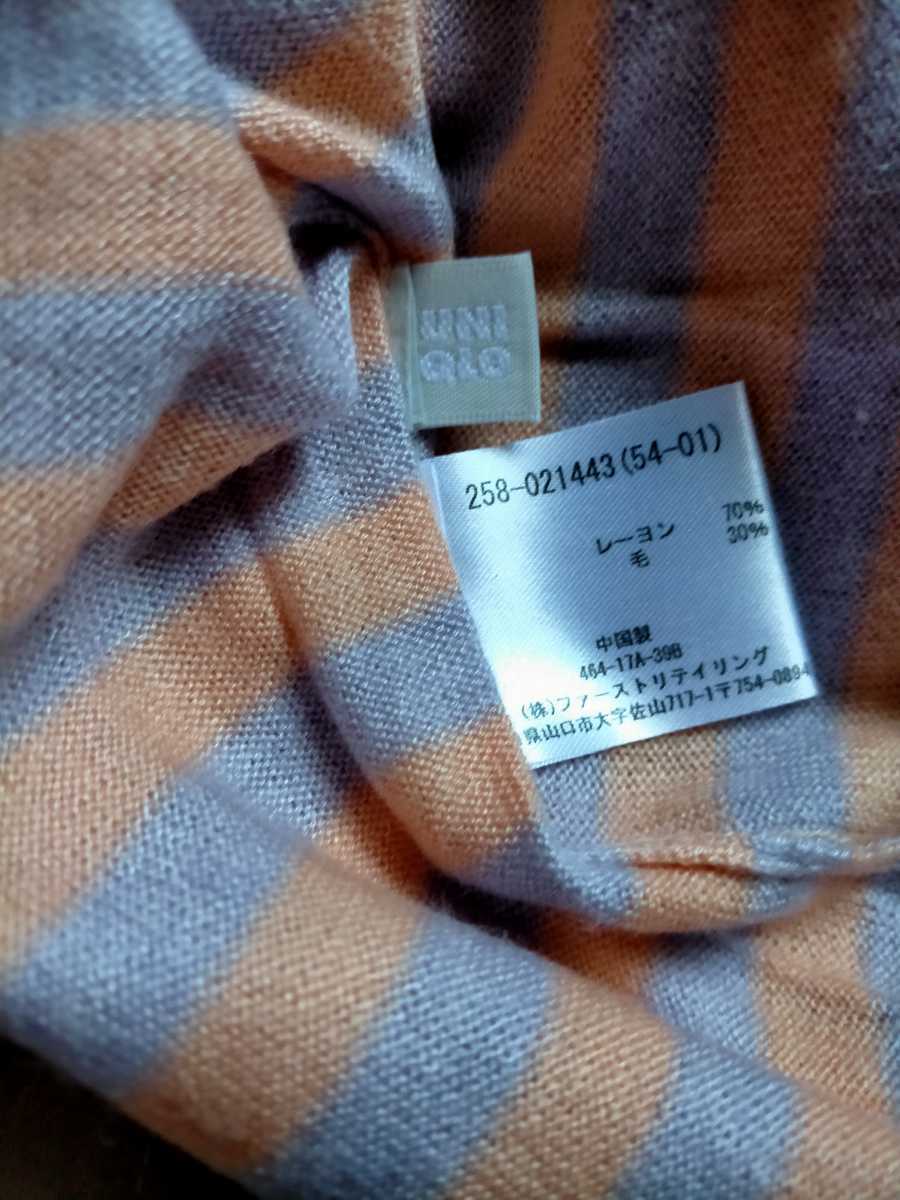 UNI
QLO
258-021443(54-01)
レーヨン 70%
毛 30%
中国製
464-17A-39B
(株)ファーストリテイリング
県山口市大字佐山717-1〒754-0894